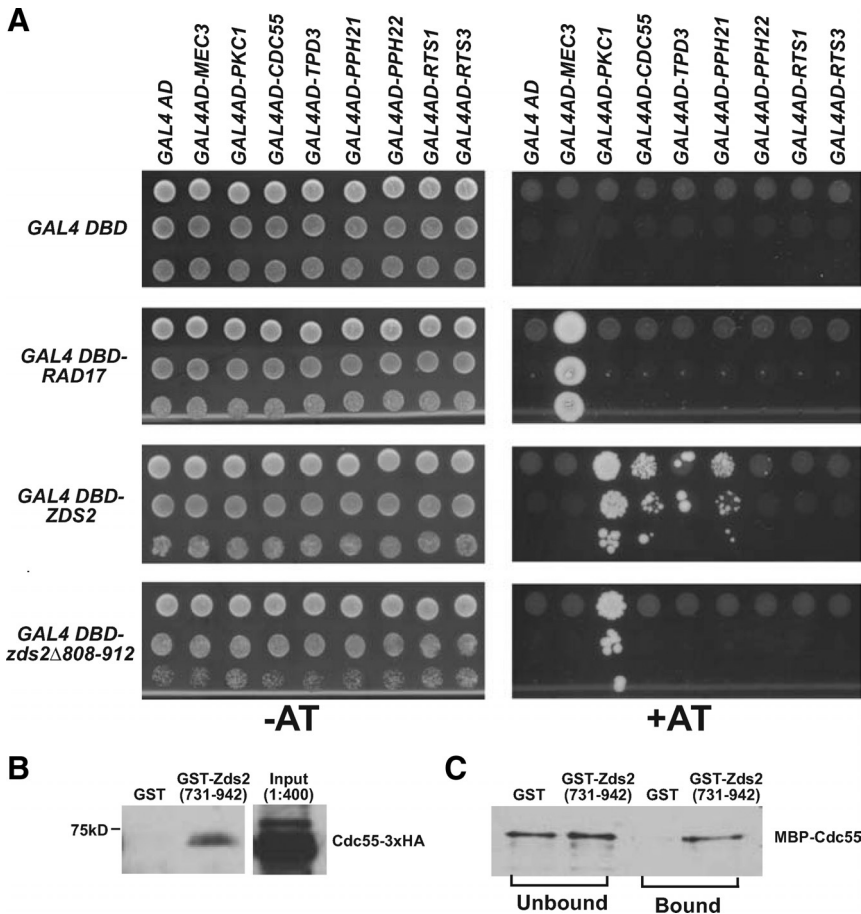 A
GAL4 AD
GAL4AD-MEC3
GAL4AD-PKC1
GAL4AD-CDC55
GAL4AD-TPD3
GAL4AD-PPH21
GAL4AD-PPH22
GAL4AD-RTS1
GAL4AD-RTS3
GAL4 AD
GAL4AD-MEC3
GAL4AD-PKC1
GAL4AD-CDC55
GAL4AD-TPD3
GAL4AD-PPH21
GAL4AD-PPH22
GAL4AD-RTS1
GAL4AD-RTS3
GAL4 DBD
GAL4 DBD-
RAD17
GAL4 DBD-
ZDS2
GAL4 DBD-
zds2Δ808-912
-AT
+AT
B
GST
GST-Zds2
(731-942)
Input
(1:400)
75kD
Cdc55-3xHA
C
GST
GST-Zds2
(731-942)
GST
GST-Zds2
(731-942)
MBP-Cdc55
Unbound
Bound